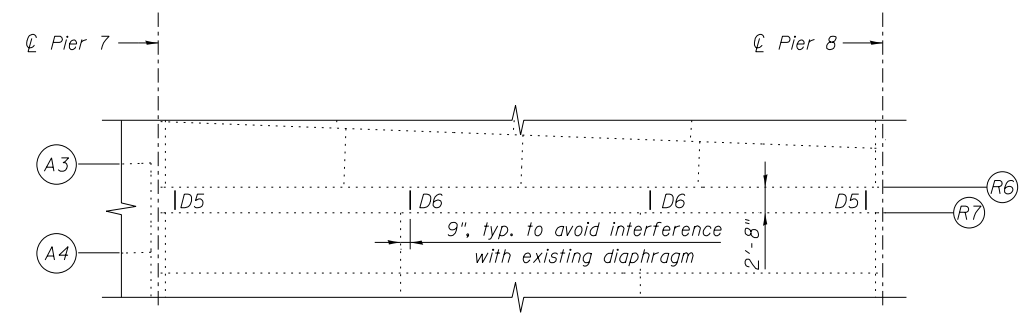 ℄ Pier 7
℄ Pier 8
A3
D5
D6
D6
D5
R6
R7
9", typ. to avoid interference
with existing diaphragm
2'-8"
A4